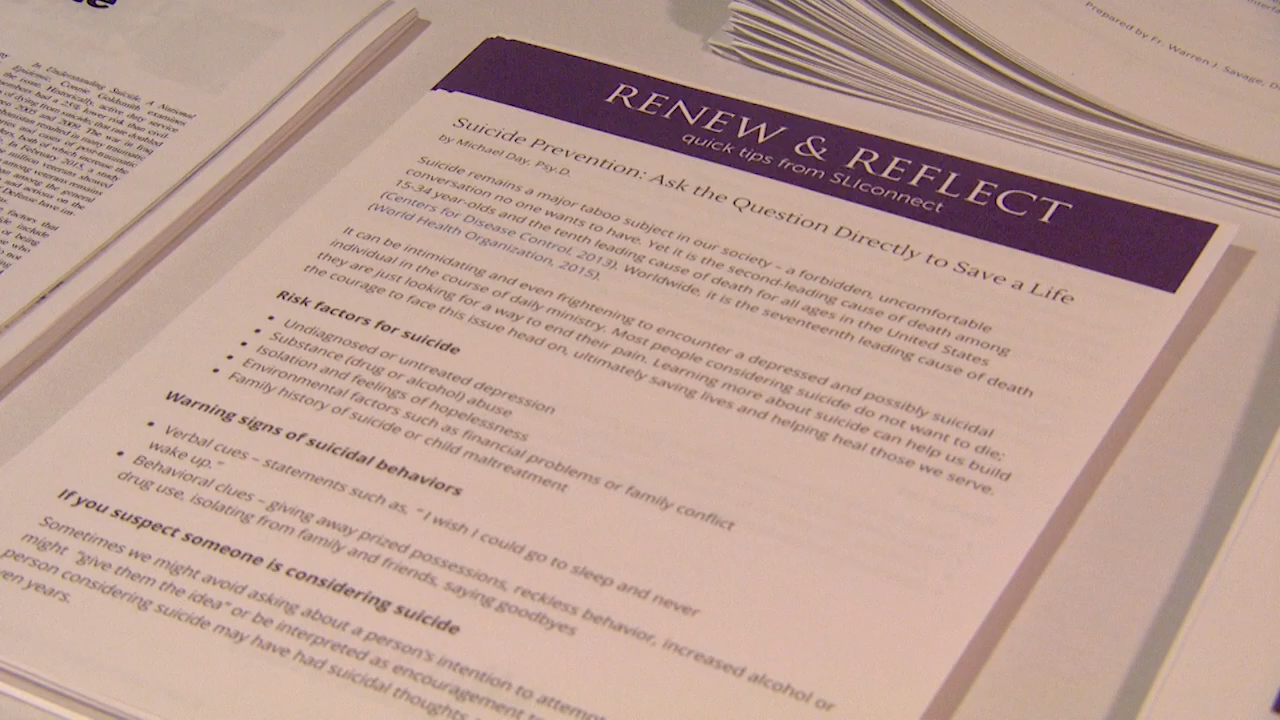 In Understanding Suicide, A National
Prepared by Fr. Warren J. Savage,
RENEW & REFLECT
quick tips from SLIconnect
Suicide Prevention: Ask the Question Directly to Save a Life
by Michael Day, Psy.D.
Suicide remains a major taboo subject in our society – a forbidden, uncomfortable
conversation no one wants to have. Yet it is the second-leading cause of death among
15-34 year-olds and the tenth leading cause of death for all ages in the United States
(Centers for Disease Control, 2013). Worldwide, it is the seventeenth leading cause of death
(World Health Organization, 2015).
It can be intimidating and even frightening to encounter a depressed and possibly suicidal
individual in the course of daily ministry. Most people considering suicide do not want to die;
they are just looking for a way to end their pain. Learning more about suicide can help us build
the courage to face this issue head on, ultimately saving lives and helping heal those we serve.
Risk factors for suicide
• Undiagnosed or untreated depression
• Substance (drug or alcohol) abuse
• Isolation and feelings of hopelessness
• Environmental factors such as financial problems or family conflict
• Family history of suicide or child maltreatment
Warning signs of suicidal behaviors
• Verbal cues – statements such as, "I wish I could go to sleep and never
wake up."
• Behavioral clues – giving away prized possessions, reckless behavior, increased alcohol or
drug use, isolating from family and friends, saying goodbyes
If you suspect someone is considering suicide
Sometimes we might avoid asking about a person's intention to attempt
might "give them the idea" or be interpreted as encouragement
person considering suicide may have had suicidal thoughts
years.